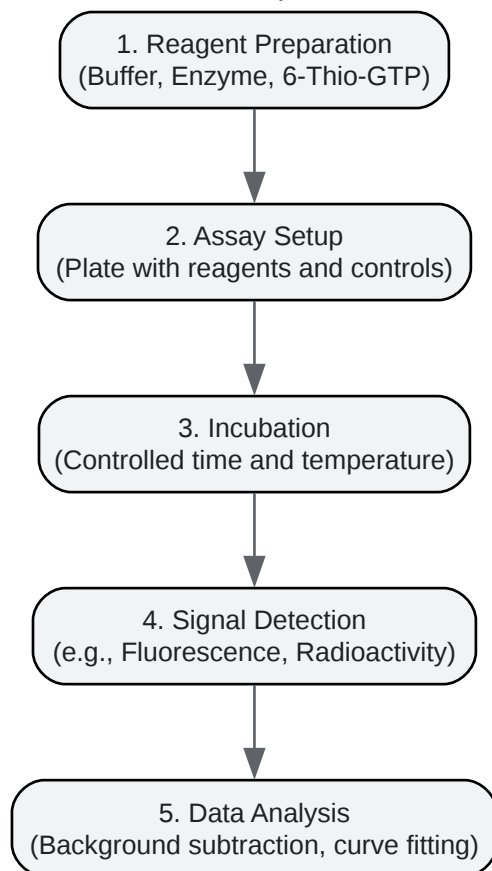 1. Reagent Preparation
(Buffer, Enzyme, 6-Thio-GTP)
2. Assay Setup
(Plate with reagents and controls)
3. Incubation
(Controlled time and temperature)
4. Signal Detection
(e.g., Fluorescence, Radioactivity)
5. Data Analysis
(Background subtraction, curve fitting)